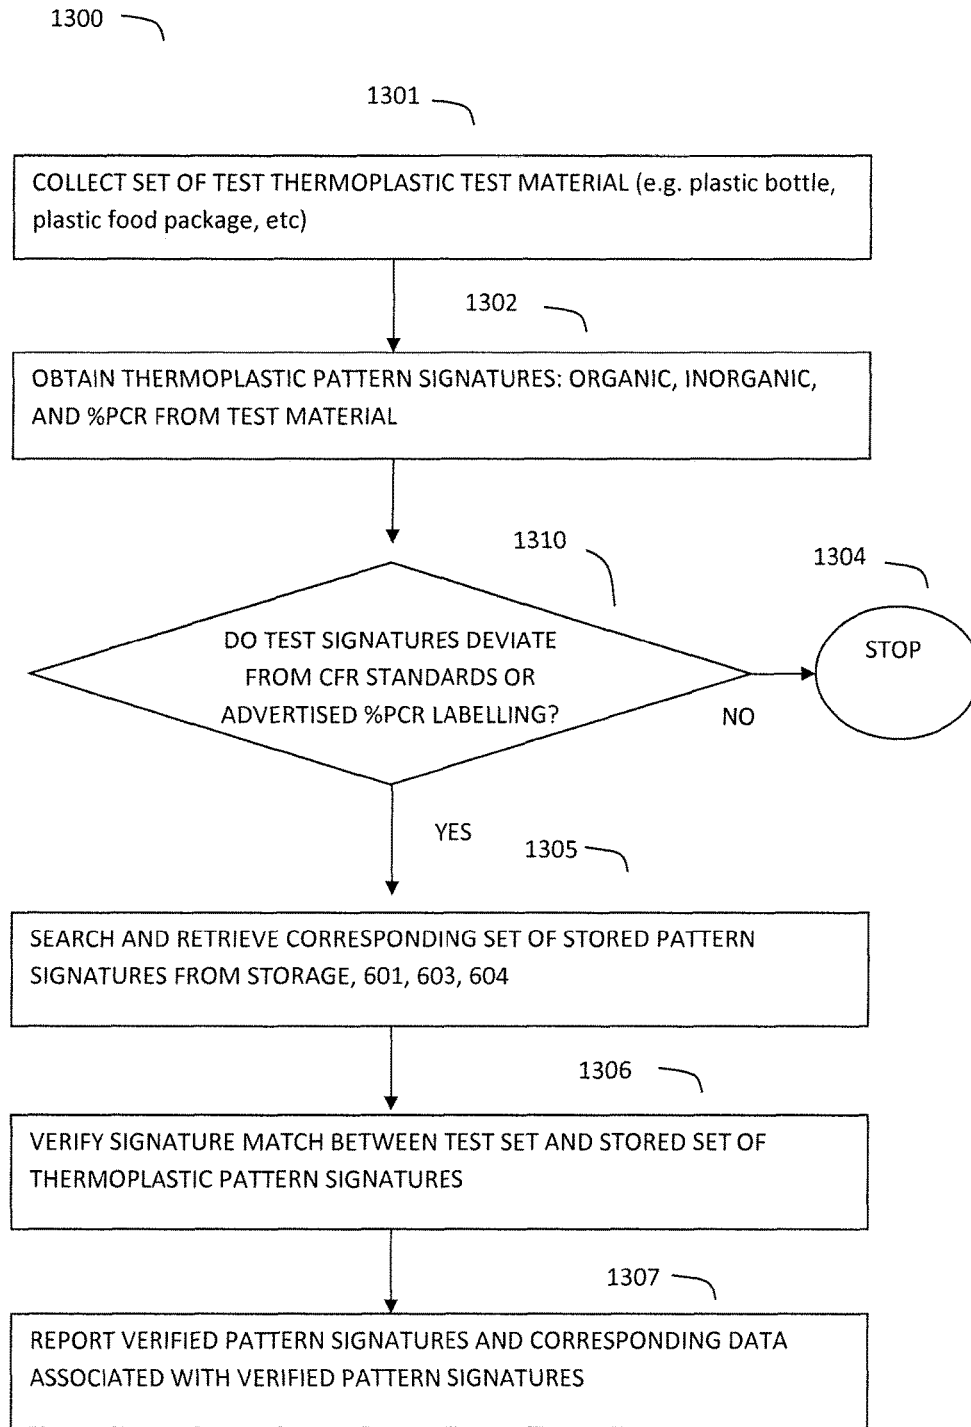 1300
1301
COLLECT SET OF TEST THERMOPLASTIC TEST MATERIAL (e.g. plastic bottle,
plastic food package, etc)
1302
OBTAIN THERMOPLASTIC PATTERN SIGNATURES: ORGANIC, INORGANIC,
AND %PCR FROM TEST MATERIAL
1310
1304
DO TEST SIGNATURES DEVIATE
FROM CFR STANDARDS OR
ADVERTISED %PCR LABELLING?
STOP
NO
YES
1305
SEARCH AND RETRIEVE CORRESPONDING SET OF STORED PATTERN
SIGNATURES FROM STORAGE, 601, 603, 604
1306
VERIFY SIGNATURE MATCH BETWEEN TEST SET AND STORED SET OF
THERMOPLASTIC PATTERN SIGNATURES
1307
REPORT VERIFIED PATTERN SIGNATURES AND CORRESPONDING DATA
ASSOCIATED WITH VERIFIED PATTERN SIGNATURES